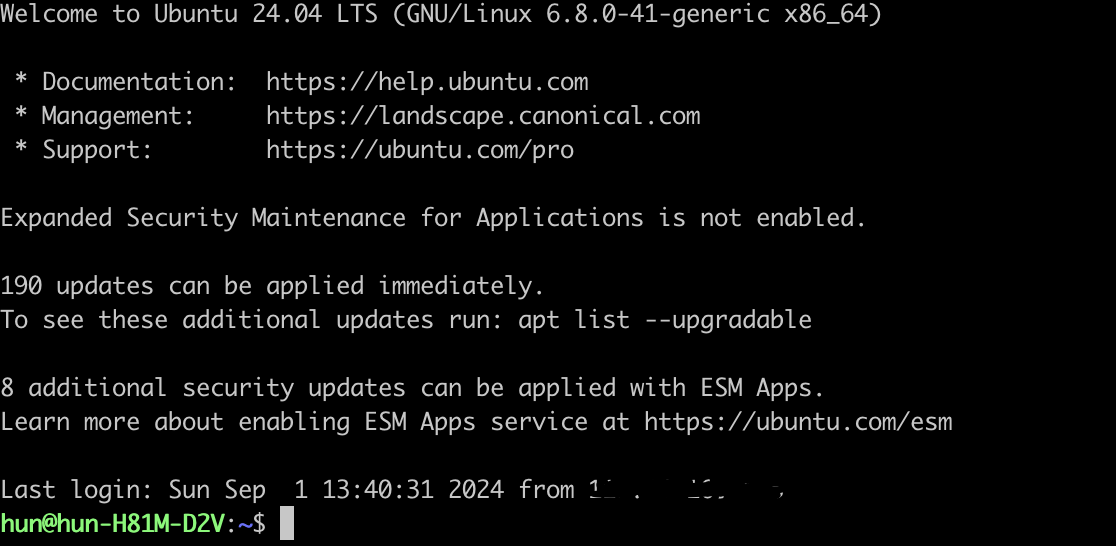 Welcome to Ubuntu 24.04 LTS (GNU/Linux 6.8.0-41-generic x86_64)
* Documentation:  https://help.ubuntu.com
* Management:     https://landscape.canonical.com
* Support:        https://ubuntu.com/pro
Expanded Security Maintenance for Applications is not enabled.
190 updates can be applied immediately.
To see these additional updates run: apt list --upgradable
8 additional security updates can be applied with ESM Apps.
Learn more about enabling ESM Apps service at https://ubuntu.com/esm
Last login: Sun Sep  1 13:40:31 2024 from
hun@hun-H81M-D2V:~$